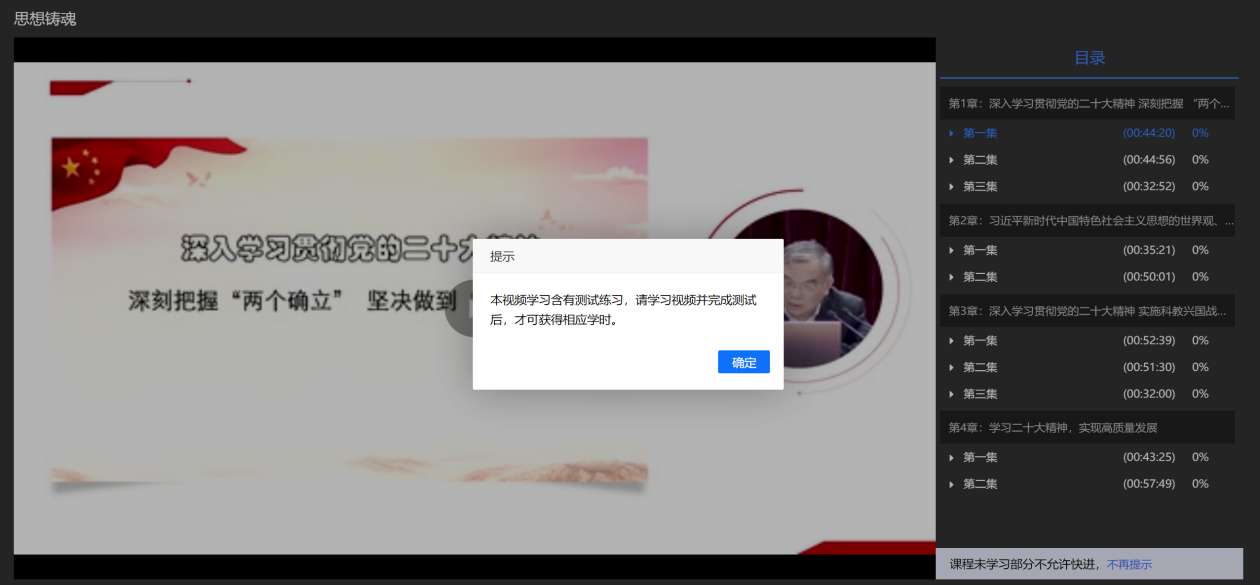 思想铸魂
深入学习贯彻党的二十大
深刻把握“两个确立” 坚决做到
提示
本视频学习含有测试练习，请学习视频并完成测试
后，才可获得相应学时。
确定
目录
第1章：深入学习贯彻党的二十大精神 深刻把握 “两个...
第一集 (00:44:20) 0%
第二集 (00:44:56) 0%
第三集 (00:32:52) 0%
第2章：习近平新时代中国特色社会主义思想的世界观、...
第一集 (00:35:21) 0%
第二集 (00:50:01) 0%
第3章：深入学习贯彻党的二十大精神 实施科教兴国战...
第一集 (00:52:39) 0%
第二集 (00:51:30) 0%
第三集 (00:32:00) 0%
第4章：学习二十大精神，实现高质量发展
第一集 (00:43:25) 0%
第二集 (00:57:49) 0%
课程未学习部分不允许快进，不再提示